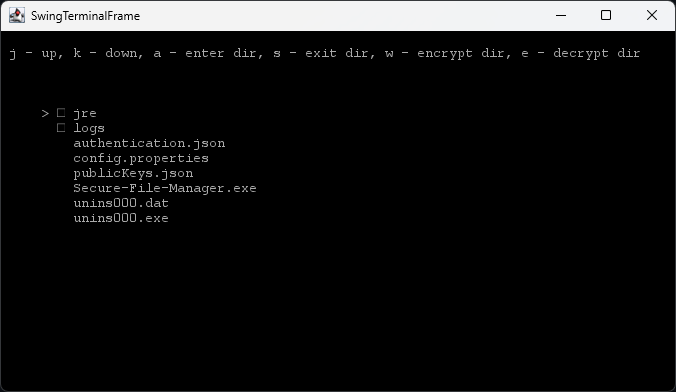 SwingTerminalFrame
j - up, k - down, a - enter dir, s - exit dir, w - encrypt dir, e - decrypt dir
> □ jre
□ logs
authentication.json
config.properties
publicKeys.json
Secure-File-Manager.exe
unins000.dat
unins000.exe